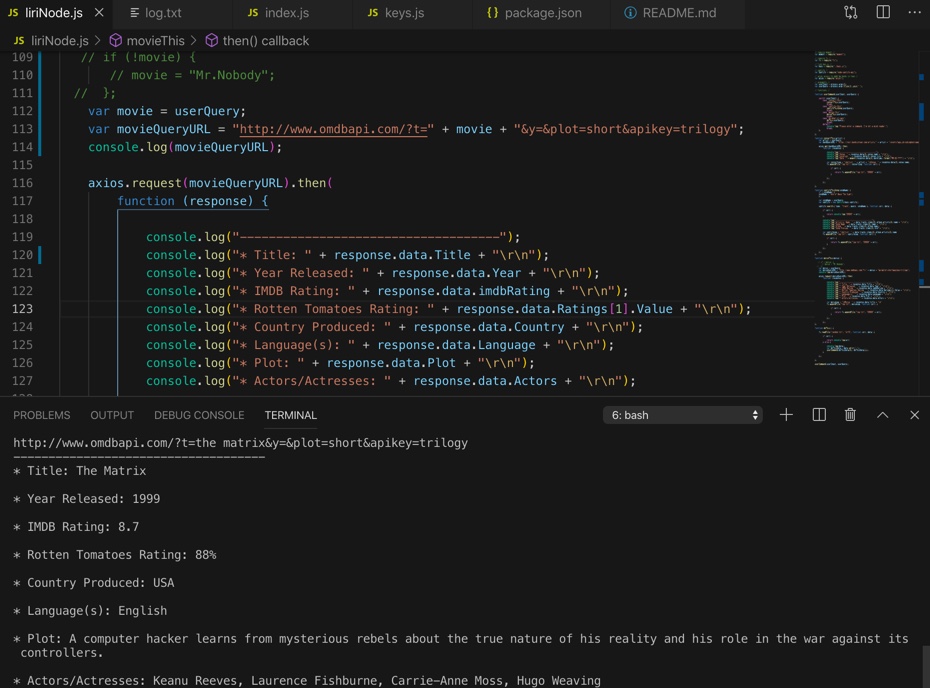 JS liriNode.js × log.txt JS index.js JS keys.js {} package.json README.md
JS liriNode.js > movieThis > then() callback
109 // if (!movie) {
110 // movie = "Mr.Nobody";
111 // };
112 var movie = userQuery;
113 var movieQueryURL = "http://www.omdbapi.com/?t=" + movie + "&y=&plot=short&apikey=trilogy";
114 console.log(movieQueryURL);
115
116 axios.request(movieQueryURL).then(
117 function (response) {
118
119 console.log("------------------------------------");
120 console.log("* Title: " + response.data.Title + "\r\n");
121 console.log("* Year Released: " + response.data.Year + "\r\n");
122 console.log("* IMDB Rating: " + response.data.imdbRating + "\r\n");
123 console.log("* Rotten Tomatoes Rating: " + response.data.Ratings[1].Value + "\r\n");
124 console.log("* Country Produced: " + response.data.Country + "\r\n");
125 console.log("* Language(s): " + response.data.Language + "\r\n");
126 console.log("* Plot: " + response.data.Plot + "\r\n");
127 console.log("* Actors/Actresses: " + response.data.Actors + "\r\n");
PROBLEMS OUTPUT DEBUG CONSOLE TERMINAL 6: bash
http://www.omdbapi.com/?t=the matrix&y=&plot=short&apikey=trilogy
------------------------------------
* Title: The Matrix
* Year Released: 1999
* IMDB Rating: 8.7
* Rotten Tomatoes Rating: 88%
* Country Produced: USA
* Language(s): English
* Plot: A computer hacker learns from mysterious rebels about the true nature of his reality and his role in the war against its
controllers.
* Actors/Actresses: Keanu Reeves, Laurence Fishburne, Carrie-Anne Moss, Hugo Weaving